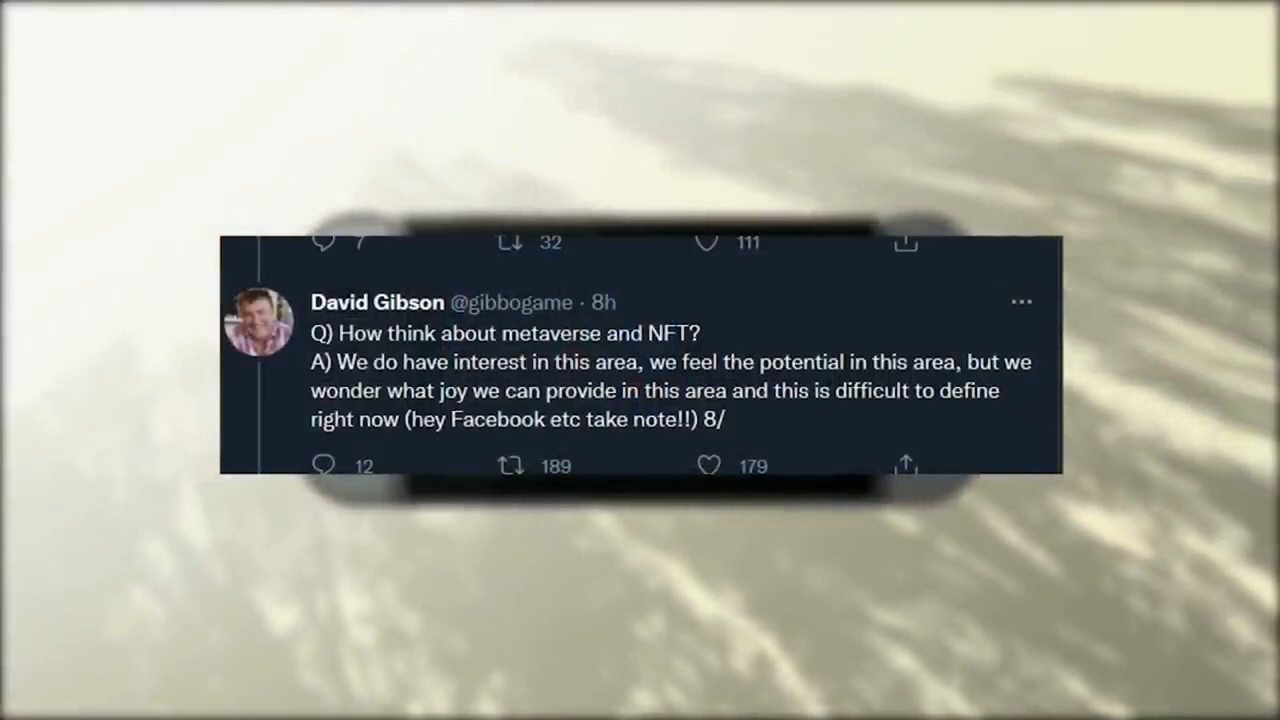 7 32 111
David Gibson @gibbogame · 8h
Q) How think about metaverse and NFT?
A) We do have interest in this area, we feel the potential in this area, but we
wonder what joy we can provide in this area and this is difficult to define
right now (hey Facebook etc take note!!) 8/
12 189 179